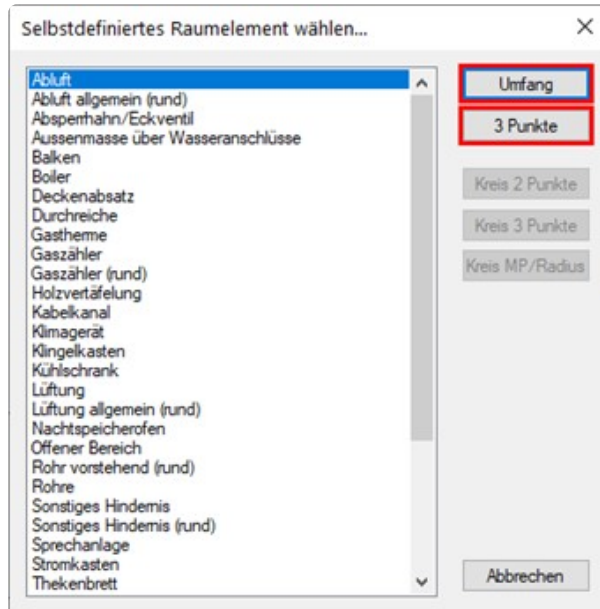 Selbstdefiniertes Raumelement wählen...
Abluft
Abluft allgemein (rund)
Absperrhahn/Eckventil
Aussenmasse über Wasseranschlüsse
Balken
Boiler
Deckenabsatz
Durchreiche
Gastherme
Gaszähler
Gaszähler (rund)
Holzvertäfelung
Kabelkanal
Klimagerät
Klingelkasten
Kühlschrank
Lüftung
Lüftung allgemein (rund)
Nachtspeicherofen
Offener Bereich
Rohr vorstehend (rund)
Rohre
Sonstiges Hindernis
Sonstiges Hindernis (rund)
Sprechanlage
Stromkasten
Thekenbrett
Umfang
3 Punkte
Kreis 2 Punkte
Kreis 3 Punkte
Kreis MP/Radius
Abbrechen